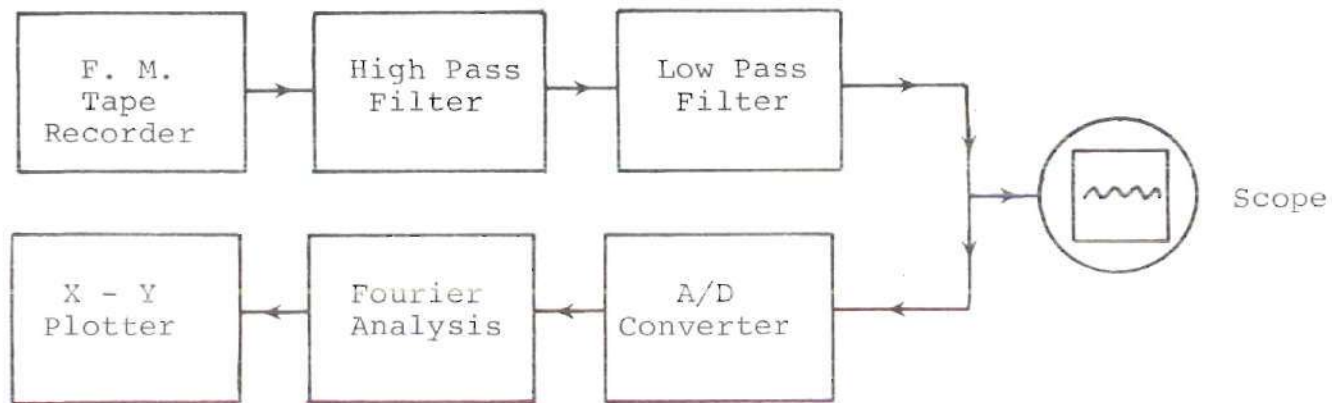 F. M.
Tape
Recorder
High Pass
Filter
Low Pass
Filter
Scope
X - Y
Plotter
Fourier
Analysis
A/D
Converter